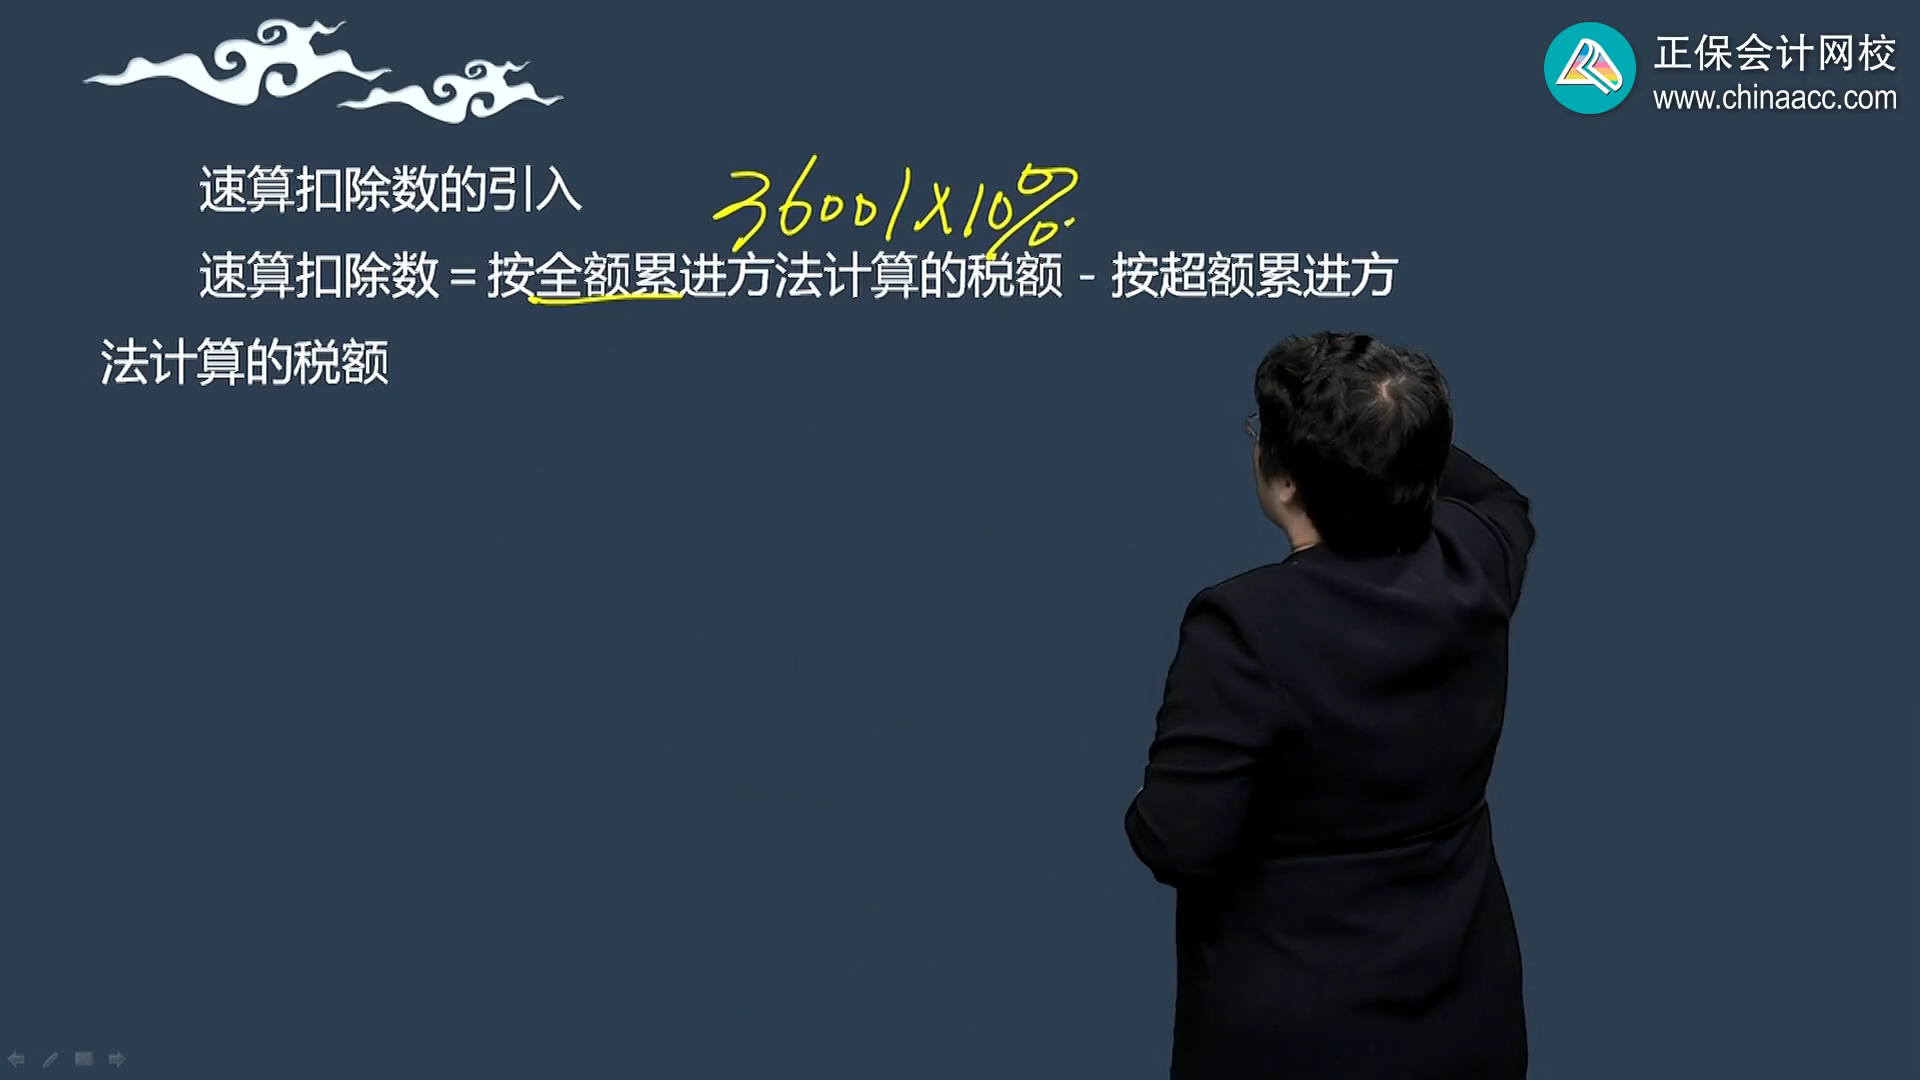 正保会计网校
www.chinaacc.com
速算扣除数的引入
36001×10%
速算扣除数=按全额累进方法计算的税额-按超额累进方
法计算的税额